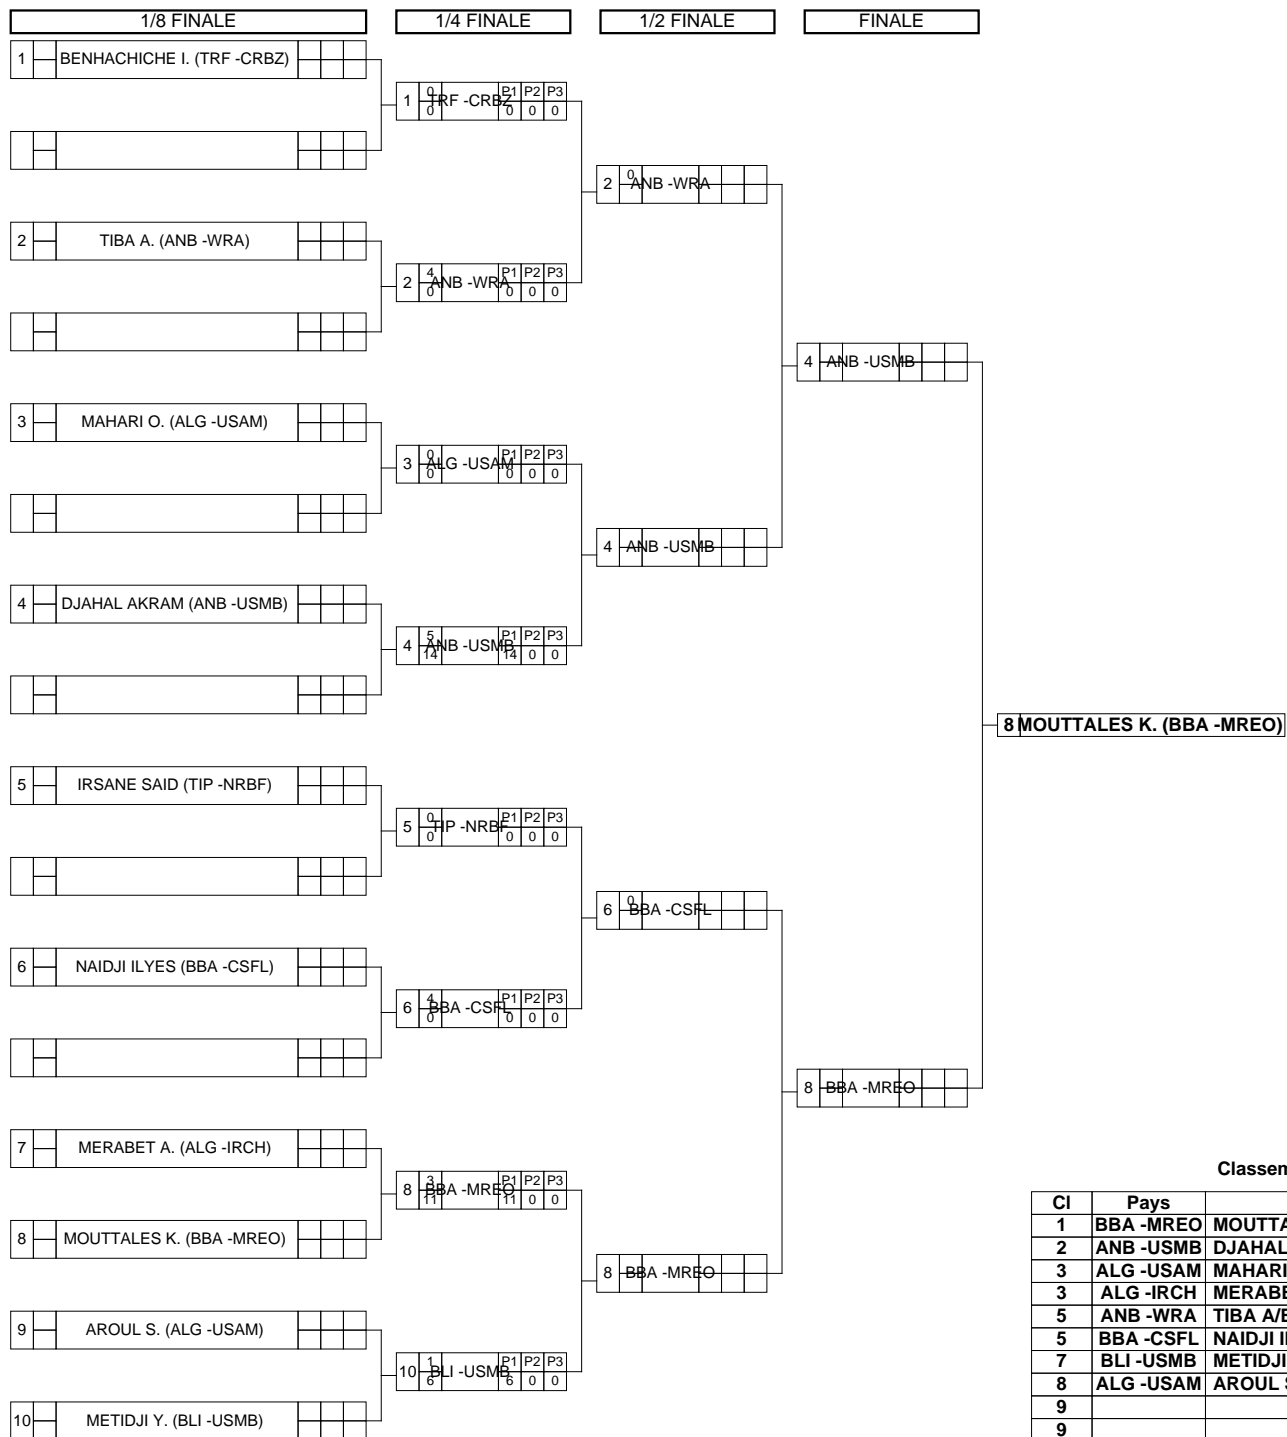 1/8 FINALE
1/4 FINALE
1/2 FINALE
FINALE
1 BENHACHICHE I. (TRF -CRBZ)
1 0 TRF -CRBZ P1 P2 P3
0 0 0 0
2 0 ANB -WRA
2 TIBA A. (ANB -WRA)
2 4 ANB -WRA P1 P2 P3
0 0 0 0
4 ANB -USMB
3 MAHARI O. (ALG -USAM)
3 0 ALG -USAM P1 P2 P3
0 0 0 0
4 ANB -USMB
4 DJAHAL AKRAM (ANB -USMB)
4 5 ANB -USMB P1 P2 P3
14 14 0 0
8 MOUTTALES K. (BBA -MREO)
5 IRSANE SAID (TIP -NRBF)
5 0 TIP -NRBF P1 P2 P3
0 0 0 0
6 0 BBA -CSFL
6 NAIDJI ILYES (BBA -CSFL)
6 4 BBA -CSFL P1 P2 P3
0 0 0 0
8 BBA -MREO
7 MERABET A. (ALG -IRCH)
8 3 BBA -MREO P1 P2 P3
11 11 0 0
8 MOUTTALES K. (BBA -MREO)
8 BBA -MREO
9 AROUL S. (ALG -USAM)
10 1 BLI -USMB P1 P2 P3
6 6 0 0
10 METIDJI Y. (BLI -USMB)
Classem
Cl Pays
1 BBA -MREO MOUTTA
2 ANB -USMB DJAHAL
3 ALG -USAM MAHARI
3 ALG -IRCH MERABE
5 ANB -WRA TIBA A/E
5 BBA -CSFL NAIDJI I
7 BLI -USMB METIDJI
8 ALG -USAM AROUL S
9
9